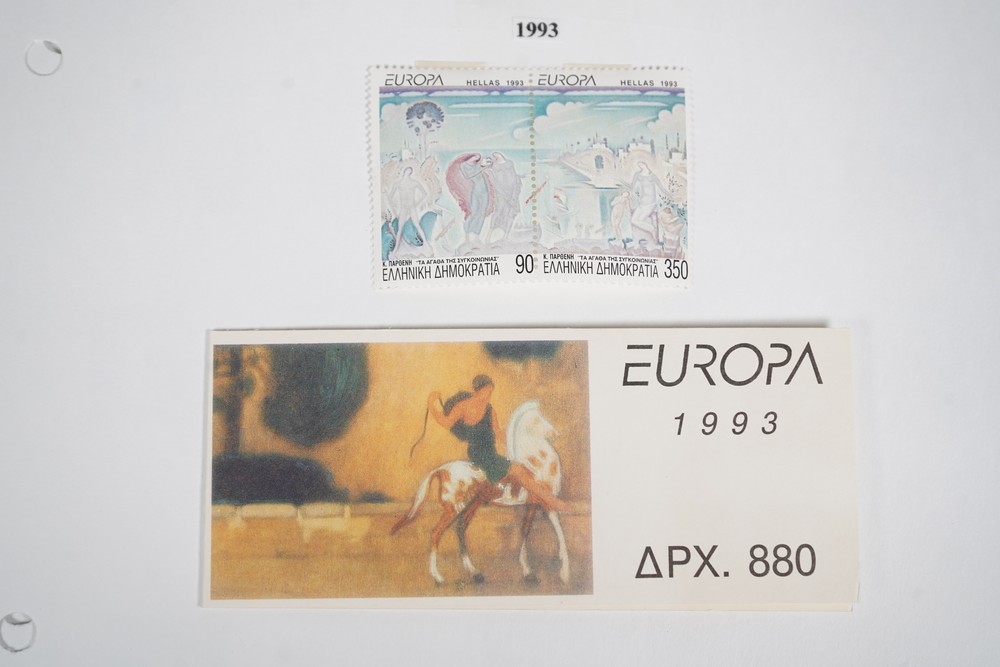 1993
EUROPA HELLAS 1993
Κ. ΠΑΡΘΕΝΗ "ΤΑ ΑΓΑΘΑ ΤΗΣ ΣΥΓΚΟΙΝΩΝΙΑΣ"
ΕΛΛΗΝΙΚΗ ΔΗΜΟΚΡΑΤΙΑ 90
EUROPA HELLAS 1993
Κ. ΠΑΡΘΕΝΗ "ΤΑ ΑΓΑΘΑ ΤΗΣ ΣΥΓΚΟΙΝΩΝΙΑΣ"
ΕΛΛΗΝΙΚΗ ΔΗΜΟΚΡΑΤΙΑ 350
EUROPA
1993
ΔΡΧ. 880